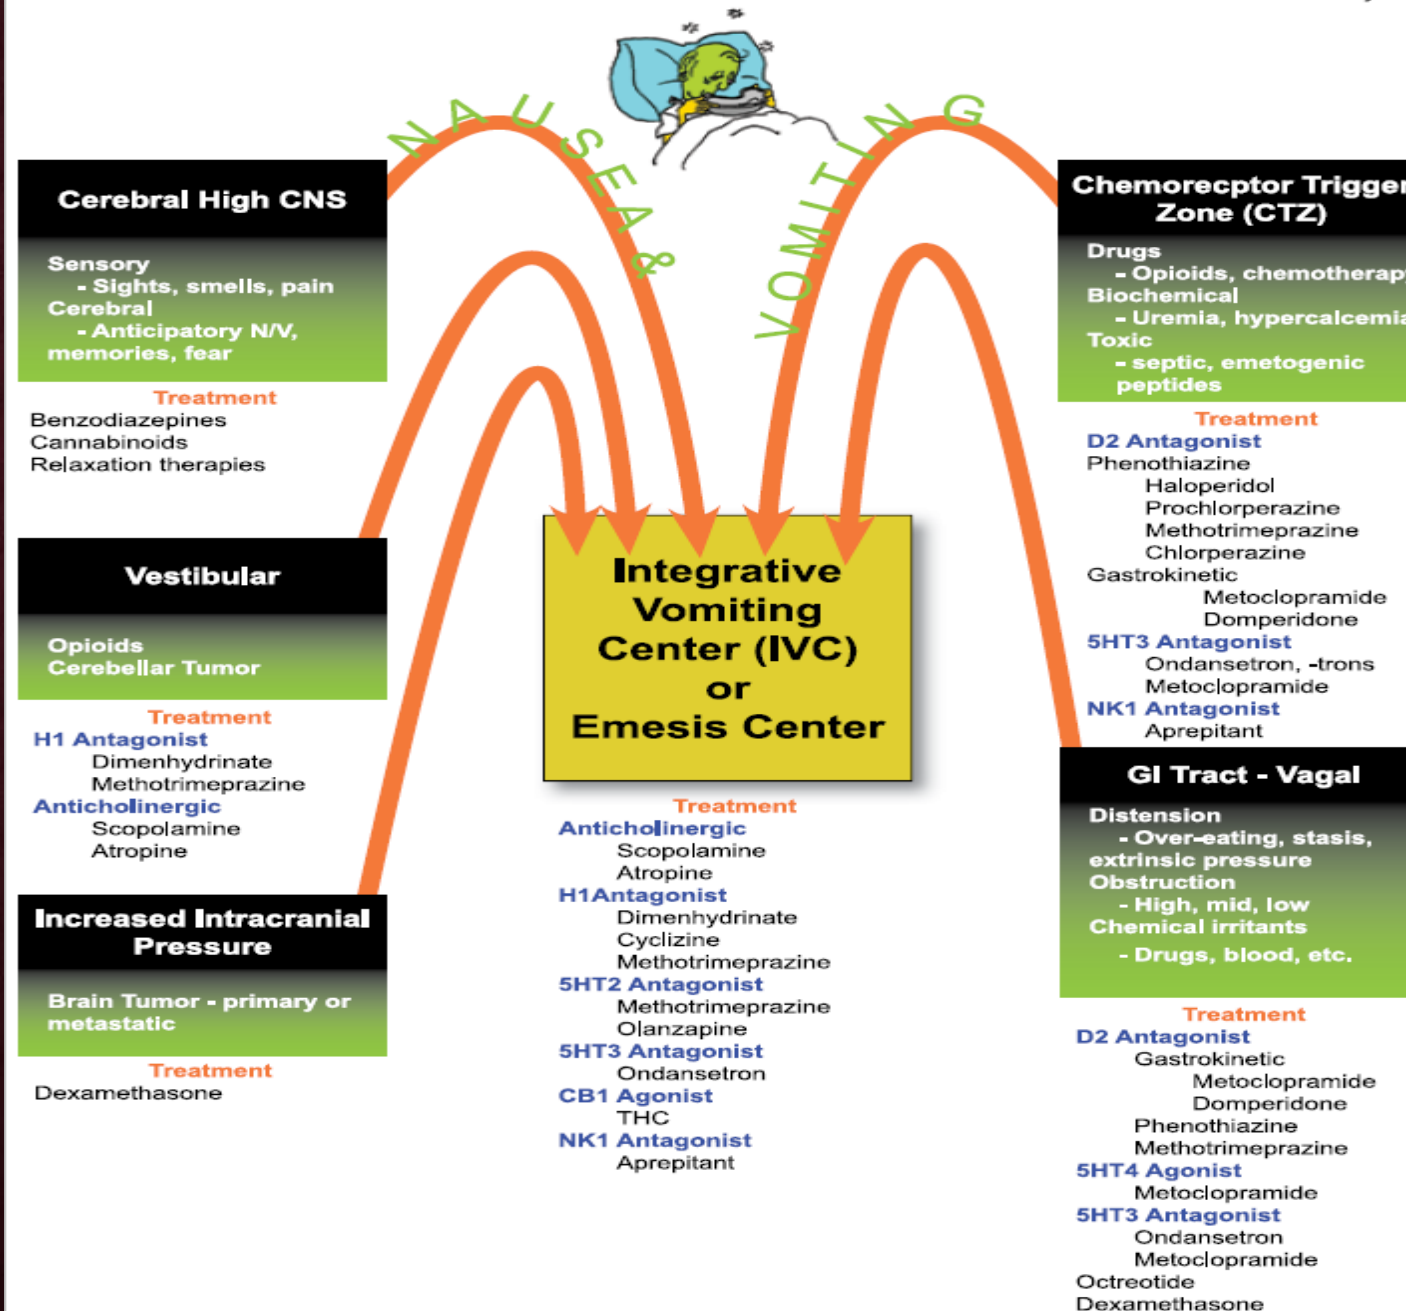 NAUSEA &
VOMITING
Cerebral High CNS
Sensory
- Sights, smells, pain
Cerebral
- Anticipatory N/V,
memories, fear
Treatment
Benzodiazepines
Cannabinoids
Relaxation therapies
Vestibular
Opioids
Cerebellar Tumor
Treatment
H1 Antagonist
Dimenhydrinate
Methotrimeprazine
Anticholinergic
Scopolamine
Atropine
Increased Intracranial
Pressure
Brain Tumor - primary or
metastatic
Treatment
Dexamethasone
Integrative
Vomiting
Center (IVC)
or
Emesis Center
Treatment
Anticholinergic
Scopolamine
Atropine
H1Antagonist
Dimenhydrinate
Cyclizine
Methotrimeprazine
5HT2 Antagonist
Methotrimeprazine
Olanzapine
5HT3 Antagonist
Ondansetron
CB1 Agonist
THC
NK1 Antagonist
Aprepitant
Chemorecptor Trigger
Zone (CTZ)
Drugs
- Opioids, chemotherapy
Biochemical
- Uremia, hypercalcemia
Toxic
- septic, emetogenic
peptides
Treatment
D2 Antagonist
Phenothiazine
Haloperidol
Prochlorperazine
Methotrimeprazine
Chlorperazine
Gastrokinetic
Metoclopramide
Domperidone
5HT3 Antagonist
Ondansetron, -trons
Metoclopramide
NK1 Antagonist
Aprepitant
GI Tract - Vagal
Distension
- Over-eating, stasis,
extrinsic pressure
Obstruction
- High, mid, low
Chemical irritants
- Drugs, blood, etc.
Treatment
D2 Antagonist
Gastrokinetic
Metoclopramide
Domperidone
Phenothiazine
Methotrimeprazine
5HT4 Agonist
Metoclopramide
5HT3 Antagonist
Ondansetron
Metoclopramide
Octreotide
Dexamethasone